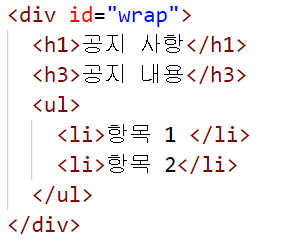 <div id="wrap">
<h1>공지 사항</h1>
<h3>공지 내용</h3>
<ul>
<li>항목 1 </li>
<li>항목 2</li>
</ul>
</div>